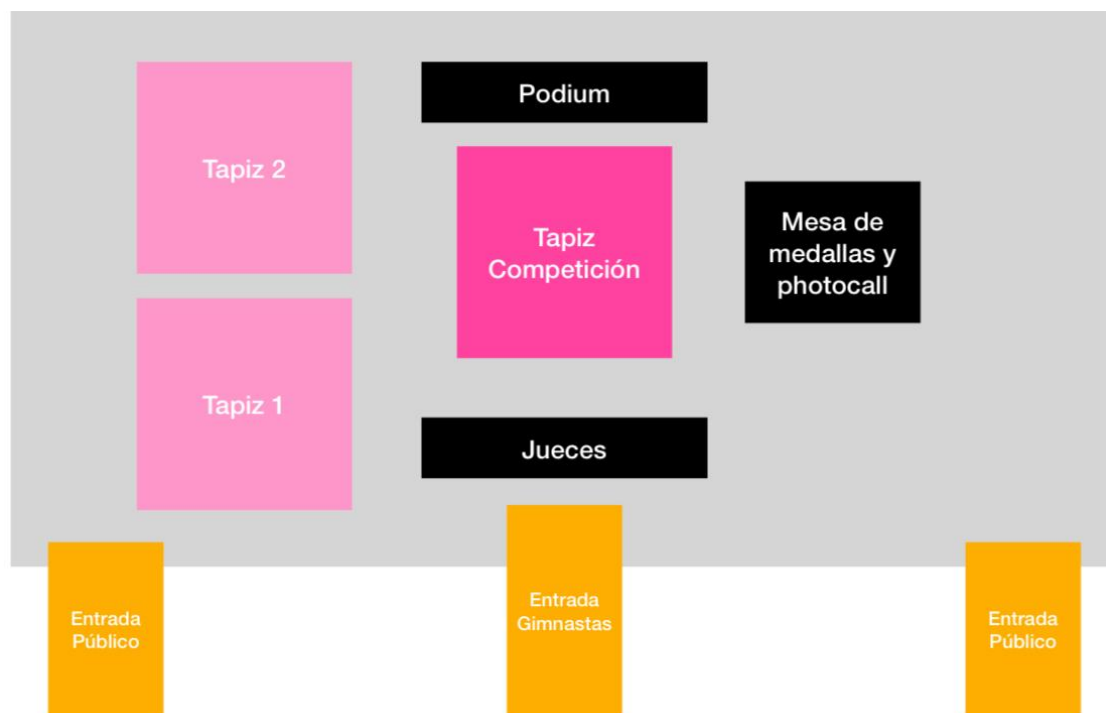 Podium
Tapiz 2
Tapiz
Competición
Mesa de
medallas y
photocall
Tapiz 1
Jueces
Entrada
Público
Entrada
Gimnastas
Entrada
Público